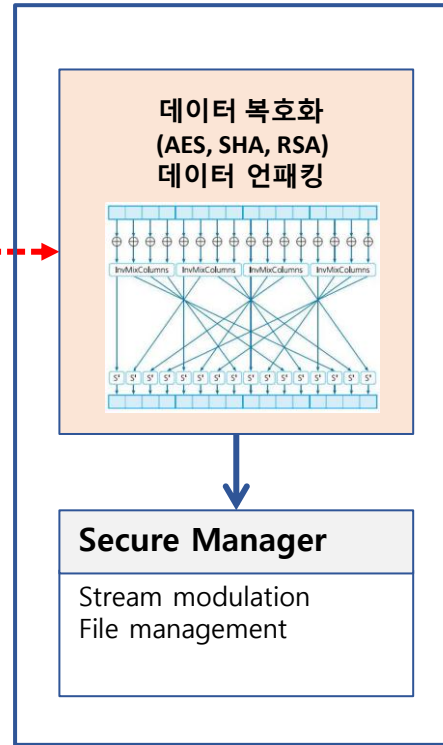 데이터 복호화
(AES, SHA, RSA)
데이터 언패킹
InvMixColumns InvMixColumns InvMixColumns InvMixColumns
Secure Manager
Stream modulation
File management